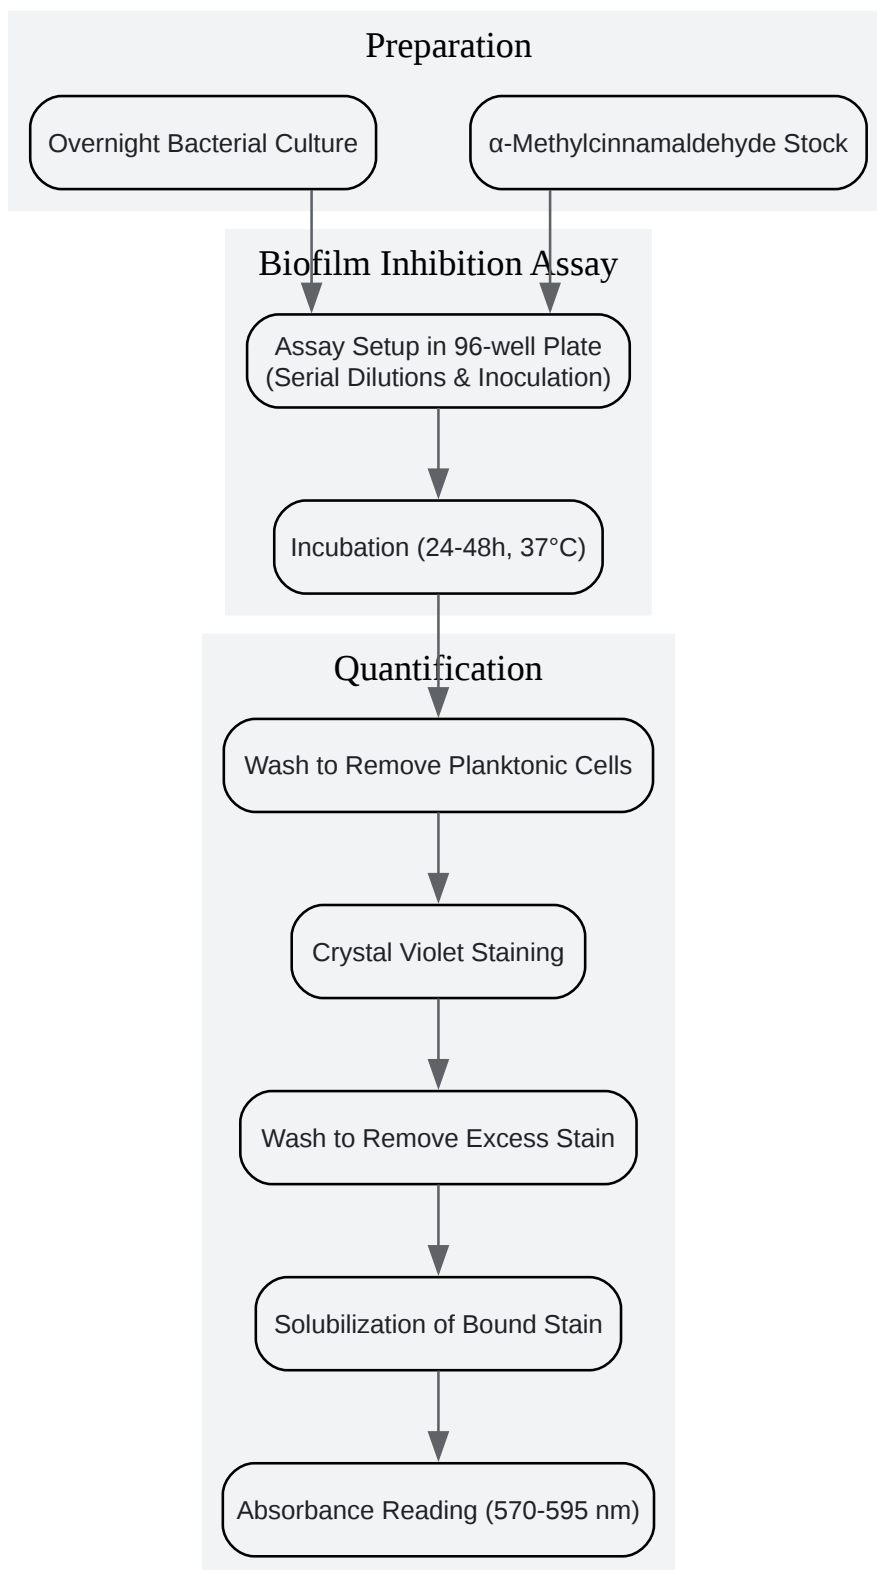 Preparation
Overnight Bacterial Culture
α-Methylcinnamaldehyde Stock
Biofilm Inhibition Assay
Assay Setup in 96-well Plate
(Serial Dilutions & Inoculation)
Incubation (24-48h, 37°C)
Quantification
Wash to Remove Planktonic Cells
Crystal Violet Staining
Wash to Remove Excess Stain
Solubilization of Bound Stain
Absorbance Reading (570-595 nm)